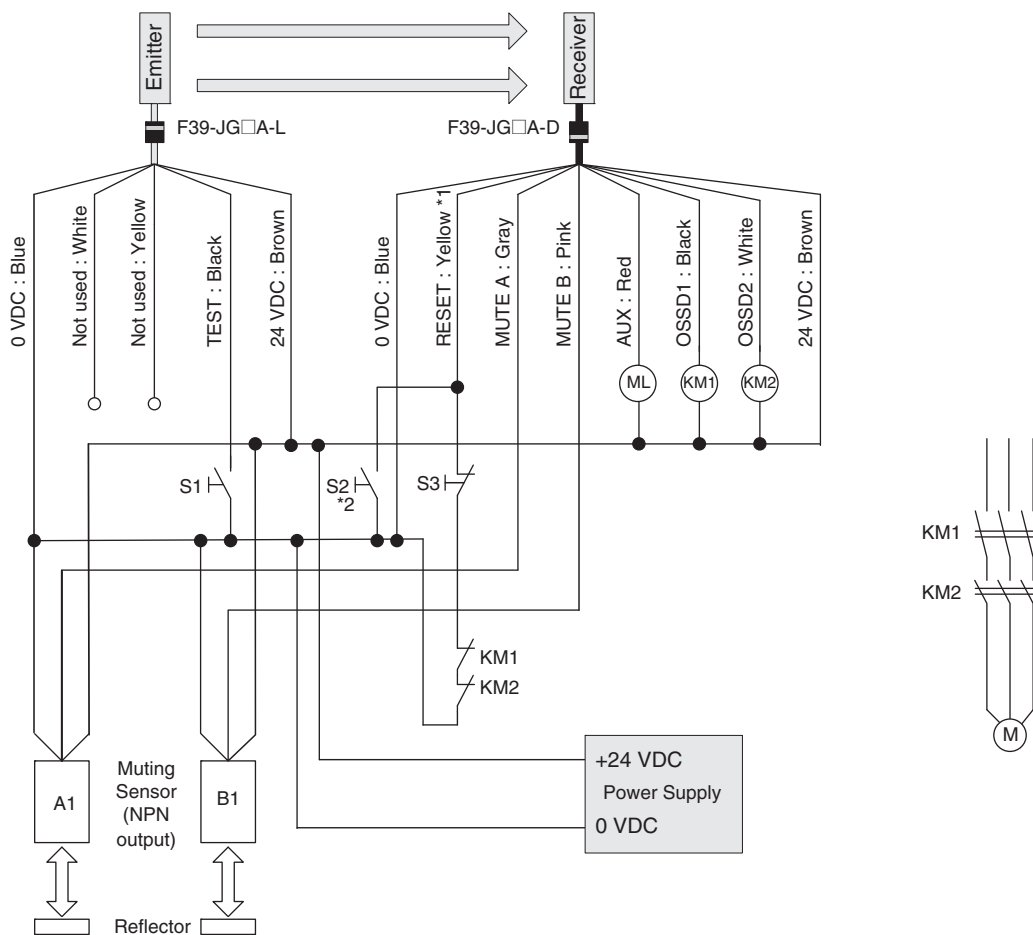 Emitter
Receiver
F39-JG□A-L
F39-JG□A-D
0 VDC : Blue
Not used : White
Not used : Yellow
TEST : Black
24 VDC : Brown
0 VDC : Blue
RESET : Yellow *1
MUTE A : Gray
MUTE B : Pink
AUX : Red
OSSD1 : Black
OSSD2 : White
24 VDC : Brown
ML
KM1
KM2
S1
S2
*2
S3
KM1
KM2
KM1
KM2
M
A1
Muting
Sensor
(NPN
output)
B1
+24 VDC
Power Supply
0 VDC
Reflector